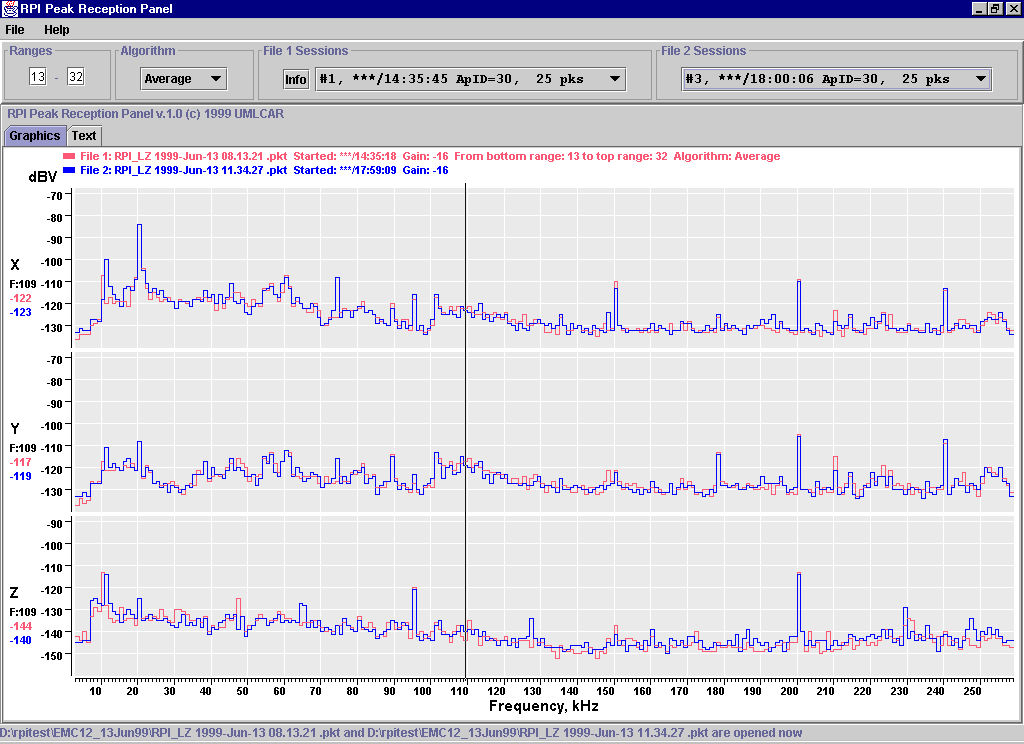 RPI Peak Reception Panel
File Help
Ranges Algorithm File 1 Sessions File 2 Sessions
13 - 32 Average Info #1, ***/14:35:45 ApID=30, 25 pks #3, ***/18:00:06 ApID=30, 25 pks
RPI Peak Reception Panel v.1.0 (c) 1999 UMLCAR
Graphics Text
File 1: RPI_LZ 1999-Jun-13 08.13.21 .pkt Started: ***/14:35:18 Gain: -16 From bottom range: 13 to top range: 32 Algorithm: Average
File 2: RPI_LZ 1999-Jun-13 11.34.27 .pkt Started: ***/17:59:09 Gain: -16
dBV
-70
-80
-90
X -100
F:109 -110
-122 -120
-123
-130
-70
-80
-90
Y -100
F:109 -110
-117 -120
-119
-130
-90
-100
-110
Z -120
F:109 -130
-144 -140
-140
-150
10 20 30 40 50 60 70 80 90 100 110 120 130 140 150 160 170 180 190 200 210 220 230 240 250
Frequency, kHz
D:\rpitest\EMC12_13Jun99\RPI_LZ 1999-Jun-13 08.13.21 .pkt and D:\rpitest\EMC12_13Jun99\RPI_LZ 1999-Jun-13 11.34.27 .pkt are opened now